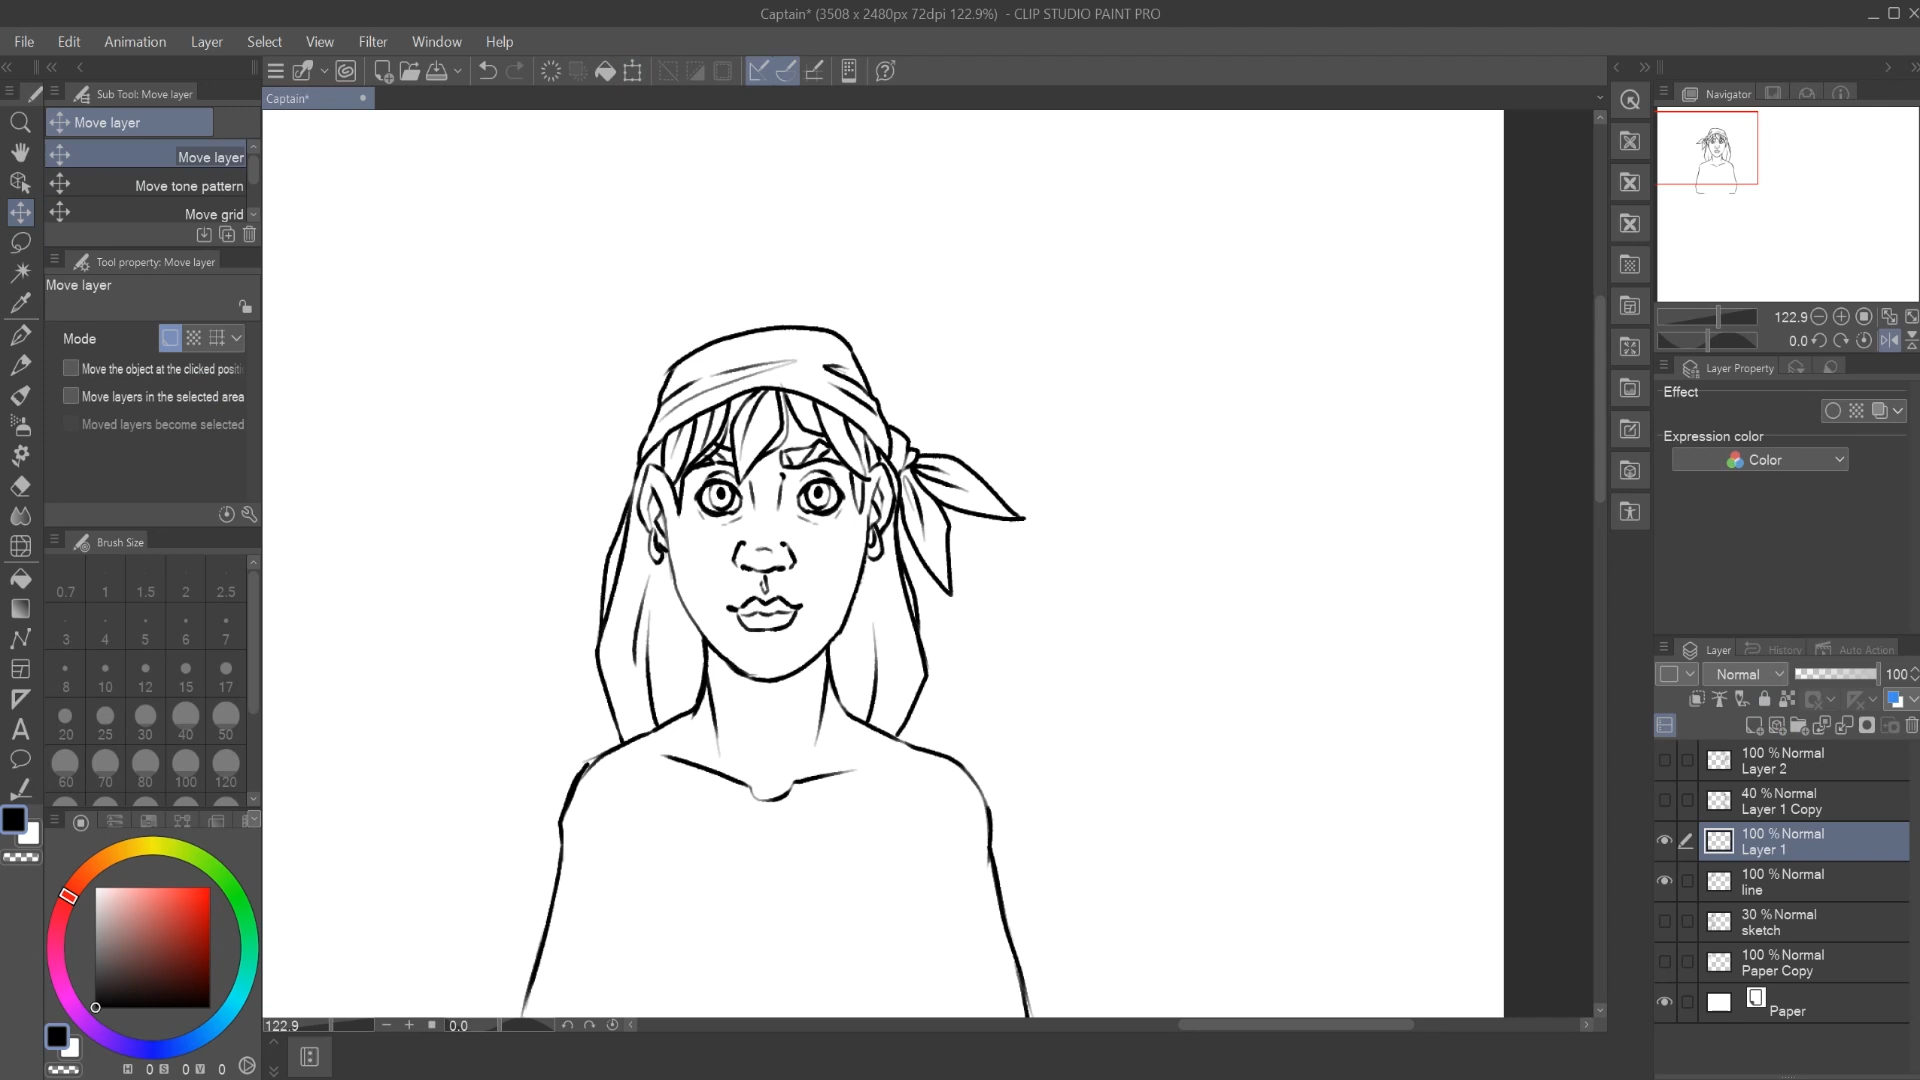 Captain* (3508 x 2480px 72dpi 122.9%) - CLIP STUDIO PAINT PRO
File Edit Animation Layer Select View Filter Window Help
Sub Tool: Move layer
Captain*
Navigator
Move layer
Move layer
Move tone pattern
Move grid
Tool property: Move layer
Move layer
122.9
Mode
0.0
Move the object at the clicked positi
Layer Property
Move layers in the selected area
Effect
Moved layers become selected
Expression color
Color
Brush Size
0.7 1 1.5 2 2.5
3 4 5 6 7
Layer History Auto Action
8 10 12 15 17
Normal 100
20 25 30 40 50
60 70 80 100 120
100 %Normal
Layer 2
40 %Normal
Layer 1 Copy
100 %Normal
Layer 1
100 %Normal
line
30 %Normal
sketch
100 %Normal
Paper Copy
Paper
122.9 0.0
H 0 S 0 V 0